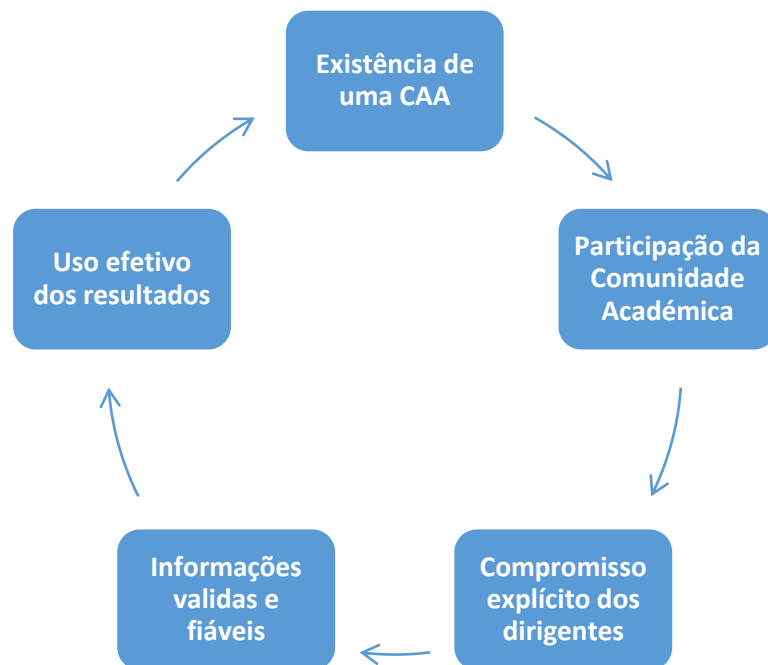 Existência de
uma CAA
Participação da
Comunidade
Académica
Compromisso
explícito dos
dirigentes
Informações
validas e
fiáveis
Uso efetivo
dos resultados